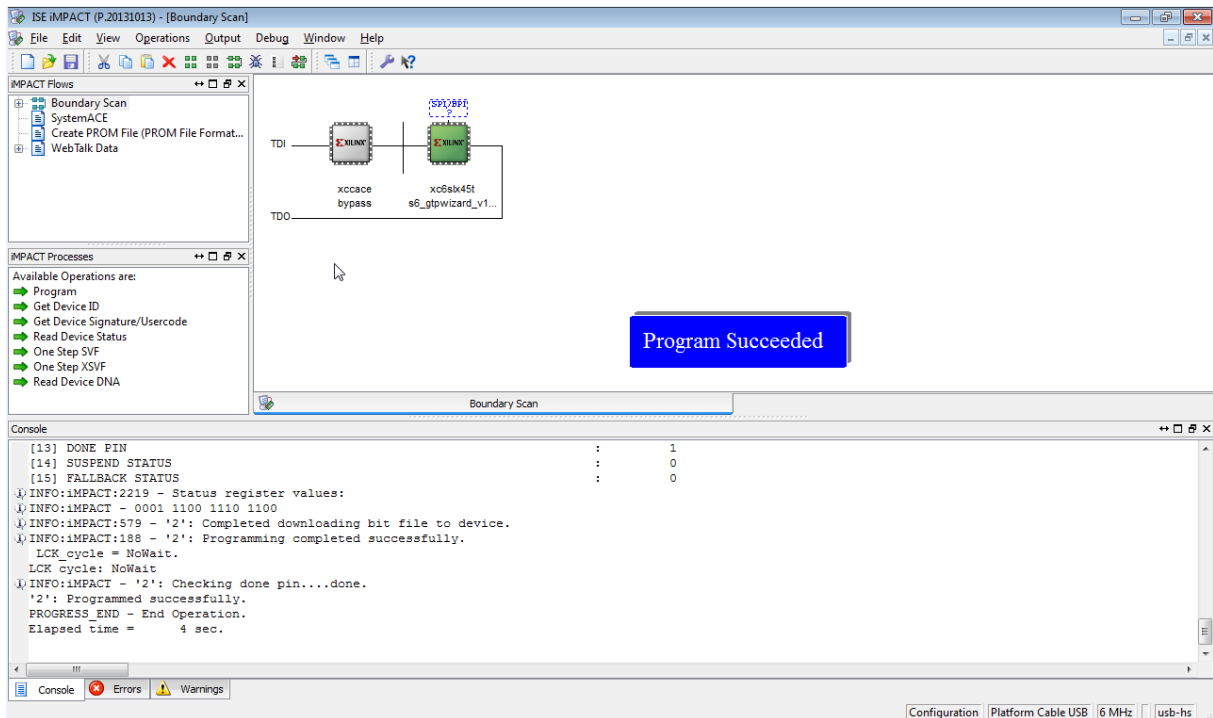 ISE iMPACT (P.20131013) - [Boundary Scan]
File Edit View Operations Output Debug Window Help
iMPACT Flows
Boundary Scan
SystemACE
Create PROM File (PROM File Format...
WebTalk Data
iMPACT Processes
Available Operations are:
Program
Get Device ID
Get Device Signature/Usercode
Read Device Status
One Step SVF
One Step XSVF
Read Device DNA
SPI/BPI
?
TDI
XILINX
XILINX
xccace
bypass
xc6slx45t
s6_gtpwizard_v1...
TDO
Program Succeeded
Boundary Scan
Console
[13] DONE PIN : 1
[14] SUSPEND STATUS : 0
[15] FALLBACK STATUS : 0
INFO:iMPACT:2219 - Status register values:
INFO:iMPACT - 0001 1100 1110 1100
INFO:iMPACT:579 - '2': Completed downloading bit file to device.
INFO:iMPACT:188 - '2': Programming completed successfully.
LCK_cycle = NoWait.
LCK cycle: NoWait
INFO:iMPACT - '2': Checking done pin....done.
'2': Programmed successfully.
PROGRESS_END - End Operation.
Elapsed time = 4 sec.
Console Errors Warnings
Configuration Platform Cable USB 6 MHz usb-hs